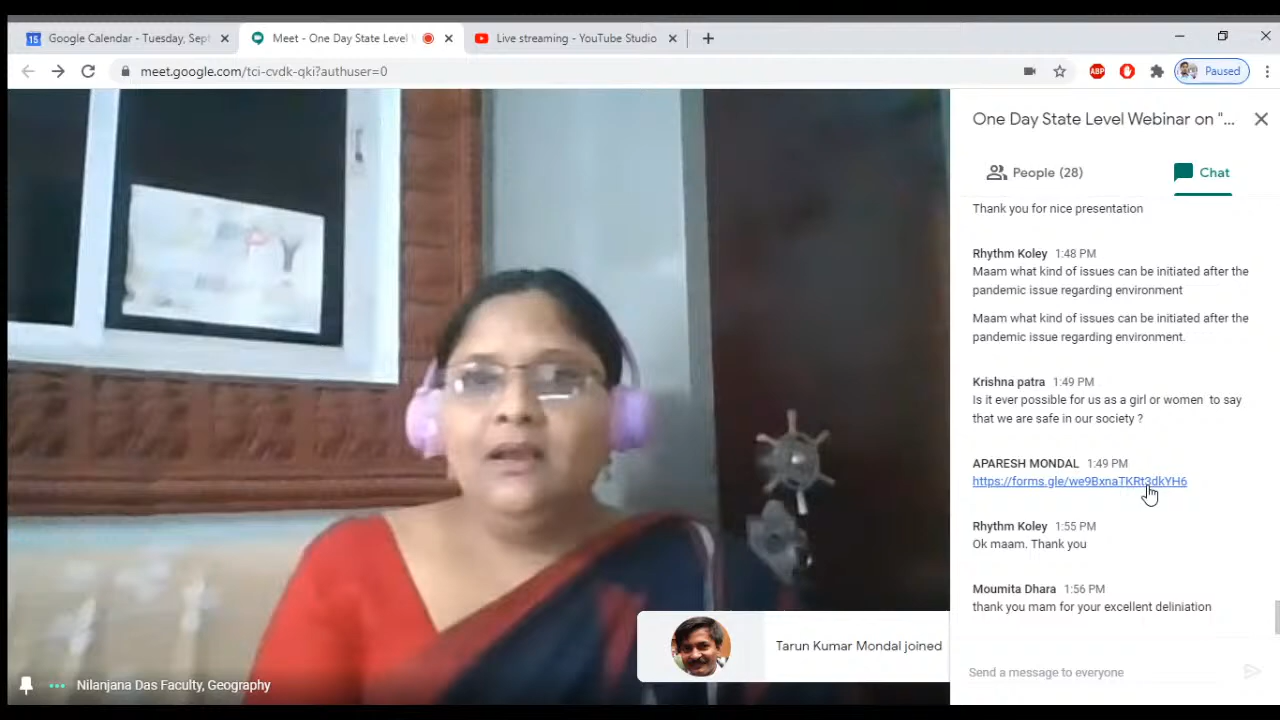 15 Google Calendar - Tuesday, Sept
Meet - One Day State Level
Live streaming - YouTube Studio
meet.google.com/tci-cvdk-qki?authuser=0
ABP
Paused
One Day State Level Webinar on "...
People (28)
Chat
Thank you for nice presentation
Rhythm Koley 1:48 PM
Maam what kind of issues can be initiated after the
pandemic issue regarding environment
Maam what kind of issues can be initiated after the
pandemic issue regarding environment.
Krishna patra 1:49 PM
Is it ever possible for us as a girl or women to say
that we are safe in our society ?
APARESH MONDAL 1:49 PM
https://forms.gle/we9BxnaTKRt3dkYH6
Rhythm Koley 1:55 PM
Ok maam. Thank you
Moumita Dhara 1:56 PM
thank you mam for your excellent deliniation
Tarun Kumar Mondal joined
Nilanjana Das Faculty, Geography
Send a message to everyone